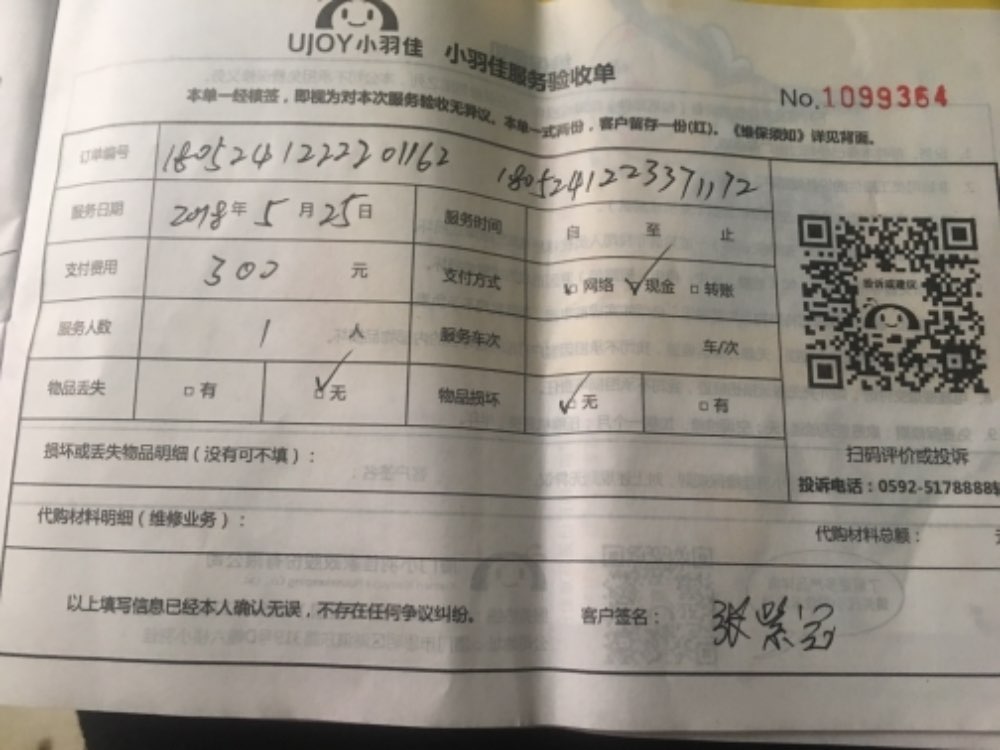 UJOY小羽佳 小羽佳服务验收单
No.1099364
本单一经核签，即视为对本次服务验收无异议。本单一式两份，客户留存一份(红)。《维保须知》详见背面。
订单编号 1805241222201162 1805241223371172
服务日期 2018年5月25日 服务时间 自 至 止
支付费用 300 元 支付方式 □网络 ☑现金 □转账
服务人数 1 人 服务车次 车/次
物品丢失 □有 ☑无 物品损坏 ☑无 □有
验诉或建议
扫码评价或投诉
投诉电话：0592-5178888
损坏或丢失物品明细（没有可不填）：
代购材料明细（维修业务）： 代购材料总额：
以上填写信息已经本人确认无误，不存在任何争议纠纷。 客户签名：张